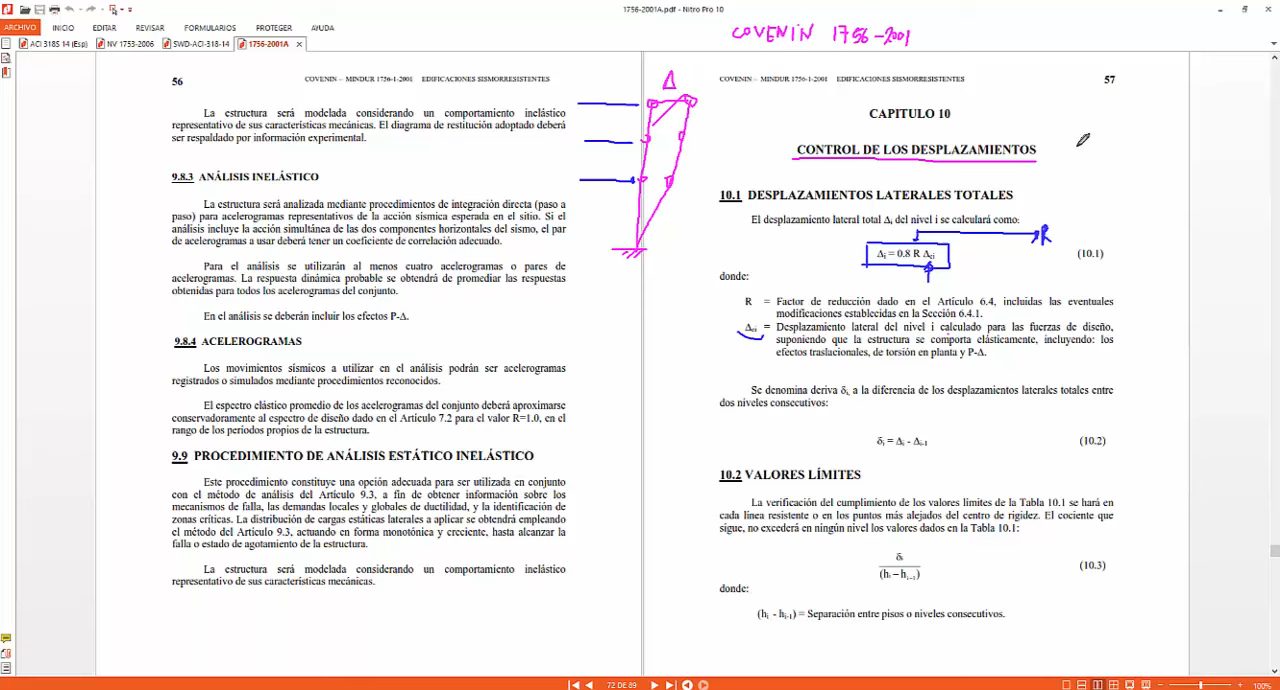 1756-2001A.pdf - Nitro Pro 10
ARCHIVO INICIO EDITAR REVISAR FORMULARIOS PROTEGER AYUDA
ACI 318S 14 (Esp) NV 1753-2006 SWD-ACI-318-14 1756-2001A
COVENIN 1756-2001
56 COVENIN – MINDUR 1756-1-2001 EDIFICACIONES SISMORRESISTENTES
La estructura será modelada considerando un comportamiento inelástico
representativo de sus características mecánicas. El diagrama de restitución adoptado deberá
ser respaldado por información experimental.
9.8.3 ANÁLISIS INELÁSTICO
La estructura será analizada mediante procedimientos de integración directa (paso a
paso) para acelerogramas representativos de la acción sísmica esperada en el sitio. Si el
análisis incluye la acción simultánea de las dos componentes horizontales del sismo, el par
de acelerogramas a usar deberá tener un coeficiente de correlación adecuado.
Para el análisis se utilizarán al menos cuatro acelerogramas o pares de
acelerogramas. La respuesta dinámica probable se obtendrá de promediar las respuestas
obtenidas para todos los acelerogramas del conjunto.
En el análisis se deberán incluir los efectos P-Δ.
9.8.4 ACELEROGRAMAS
Los movimientos sísmicos a utilizar en el análisis podrán ser acelerogramas
registrados o simulados mediante procedimientos reconocidos.
El espectro elástico promedio de los acelerogramas del conjunto deberá aproximarse
conservadoramente al espectro de diseño dado en el Artículo 7.2 para el valor R=1.0, en el
rango de los períodos propios de la estructura.
9.9 PROCEDIMIENTO DE ANÁLISIS ESTÁTICO INELÁSTICO
Este procedimiento constituye una opción adecuada para ser utilizada en conjunto
con el método de análisis del Artículo 9.3, a fin de obtener información sobre los
mecanismos de falla, las demandas locales y globales de ductilidad, y la identificación de
zonas críticas. La distribución de cargas estáticas laterales a aplicar se obtendrá empleando
el método del Artículo 9.3, actuando en forma monotónica y creciente, hasta alcanzar la
falla o estado de agotamiento de la estructura.
La estructura será modelada considerando un comportamiento inelástico
representativo de sus características mecánicas.
Δ
COVENIN – MINDUR 1756-1-2001 EDIFICACIONES SISMORRESISTENTES 57
CAPITULO 10
CONTROL DE LOS DESPLAZAMIENTOS
10.1 DESPLAZAMIENTOS LATERALES TOTALES
El desplazamiento lateral total Δi del nivel i se calculará como:
R
Δi = 0.8 R Δei (10.1)
donde:
R = Factor de reducción dado en el Artículo 6.4, incluidas las eventuales
modificaciones establecidas en la Sección 6.4.1.
Δei = Desplazamiento lateral del nivel i calculado para las fuerzas de diseño,
suponiendo que la estructura se comporta elásticamente, incluyendo: los
efectos traslacionales, de torsión en planta y P-Δ.
Se denomina deriva δi, a la diferencia de los desplazamientos laterales totales entre
dos niveles consecutivos:
δi = Δi - Δi-1 (10.2)
10.2 VALORES LÍMITES
La verificación del cumplimiento de los valores límites de la Tabla 10.1 se hará en
cada línea resistente o en los puntos más alejados del centro de rigidez. El cociente que
sigue, no excederá en ningún nivel los valores dados en la Tabla 10.1:
δi
(hi – hi-1) (10.3)
donde:
(hi - hi-1) = Separación entre pisos o niveles consecutivos.
72 DE 89 100%